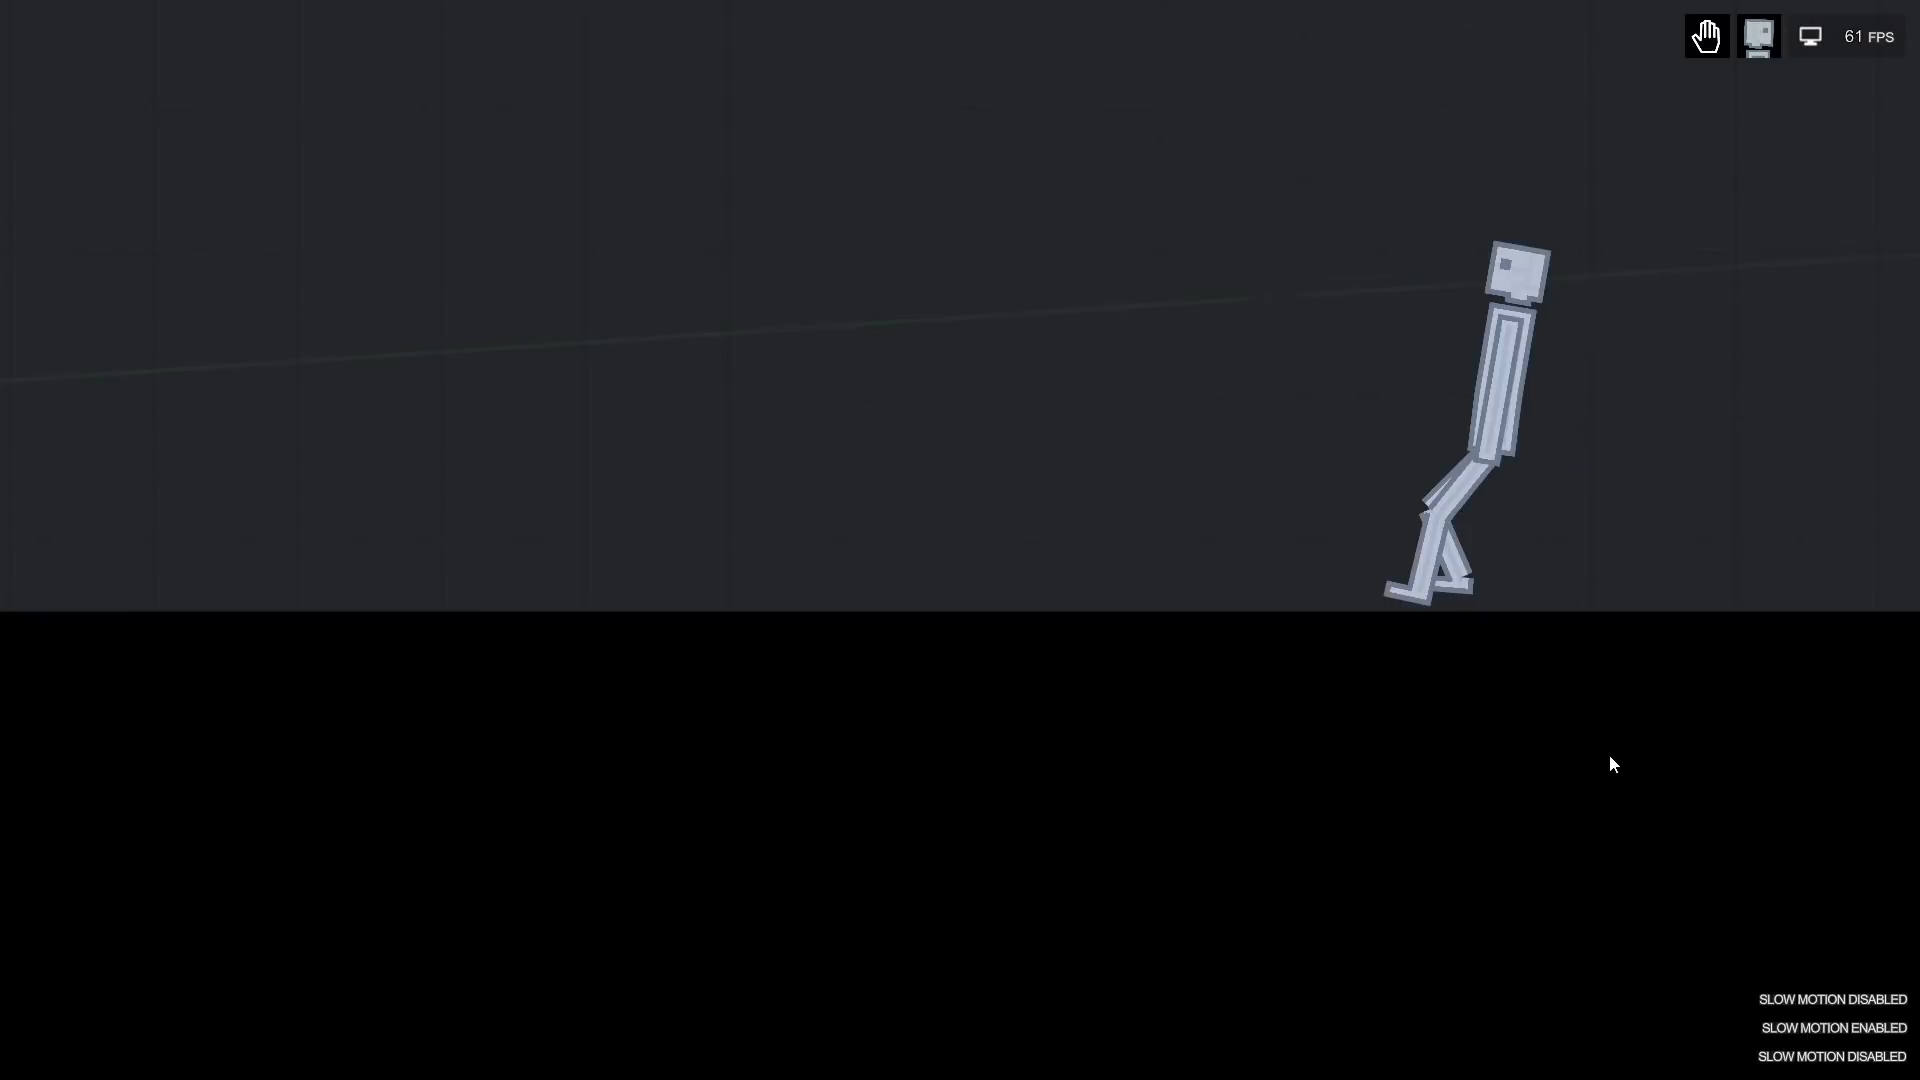 61 FPS
SLOW MOTION DISABLED
SLOW MOTION ENABLED
SLOW MOTION DISABLED